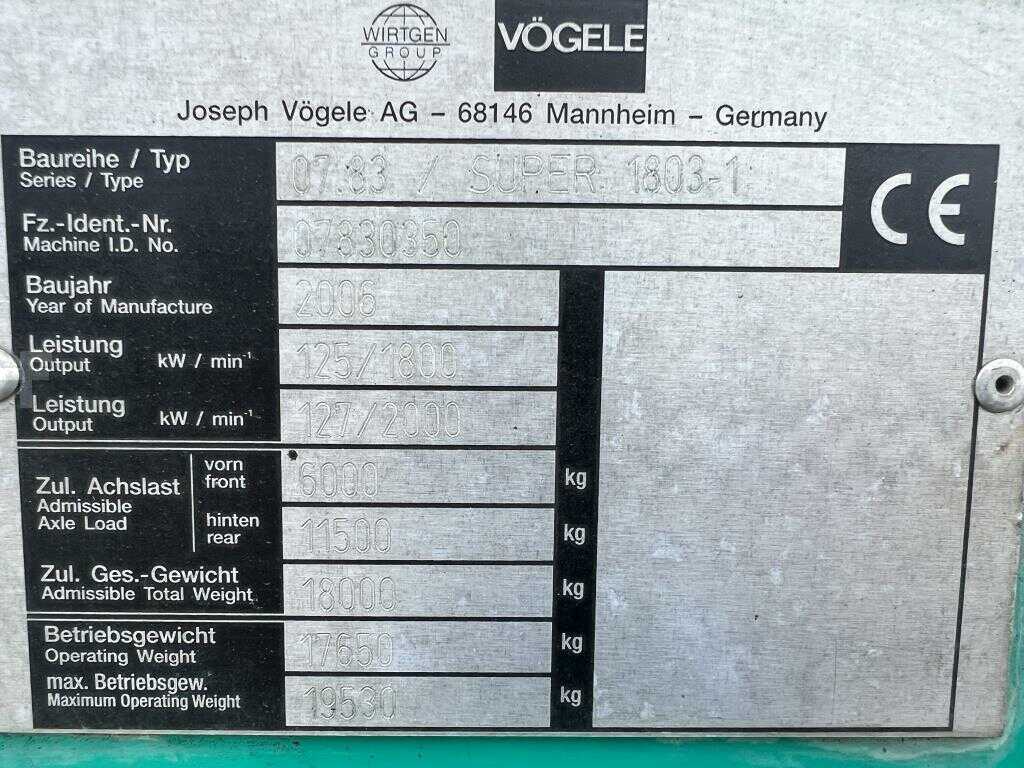 WIRTGEN
GROUP
VÖGELE
Joseph Vögele AG – 68146 Mannheim – Germany
Baureihe / Typ
Series / Type
07.83 / SUPER 1803-1
CE
Fz.-Ident.-Nr.
Machine I.D. No.
07830350
Baujahr
Year of Manufacture
2006
Leistung
Output
kW / min⁻¹
125/1800
Leistung
Output
kW / min⁻¹
127/2000
Zul. Achslast
Admissible
Axle Load
vorn
front
6000 kg
hinten
rear
11500 kg
Zul. Ges.-Gewicht
Admissible Total Weight
18000 kg
Betriebsgewicht
Operating Weight
17650 kg
max. Betriebsgew.
Maximum Operating Weight
19530 kg